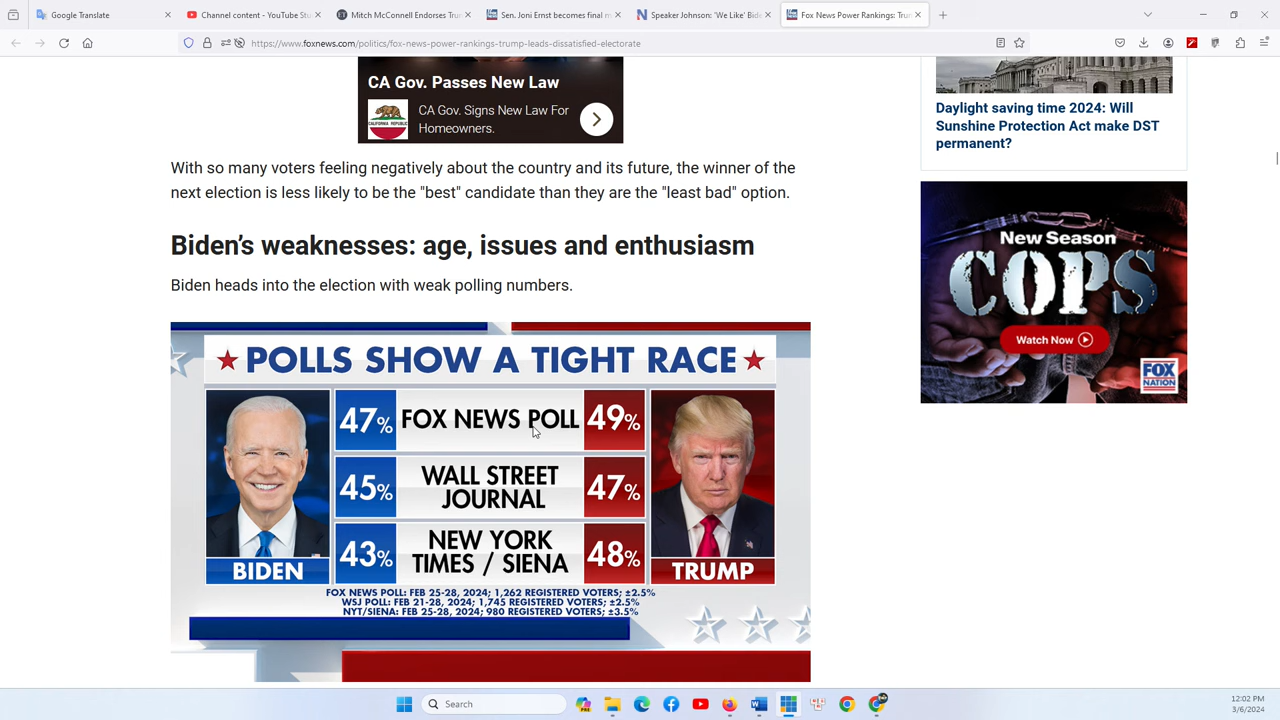 Google Translate
Channel content - YouTube Stu
Mitch McConnell Endorses Tru
Sen. Joni Ernst becomes final m
Speaker Johnson: 'We Like' Bid
Fox News Power Rankings: Trum
https://www.foxnews.com/politics/fox-news-power-rankings-trump-leads-dissatisfied-electorate
CA Gov. Passes New Law
CALIFORNIA REPUBLIC
CA Gov. Signs New Law For
Homeowners.
With so many voters feeling negatively about the country and its future, the winner of the
next election is less likely to be the "best" candidate than they are the "least bad" option.
Biden's weaknesses: age, issues and enthusiasm
Biden heads into the election with weak polling numbers.
POLLS SHOW A TIGHT RACE
47% FOX NEWS POLL 49%
45% WALL STREET JOURNAL 47%
43% NEW YORK TIMES / SIENA 48%
BIDEN
TRUMP
FOX NEWS POLL: FEB 25-28, 2024; 1,262 REGISTERED VOTERS; ±2.5%
WSJ POLL: FEB 21-28, 2024; 1,745 REGISTERED VOTERS; ±2.5%
NYT/SIENA: FEB 25-28, 2024; 980 REGISTERED VOTERS; ±3.5%
Daylight saving time 2024: Will
Sunshine Protection Act make DST
permanent?
New Season
COPS
Watch Now
FOX
NATION
Search
12:02 PM
3/6/2024